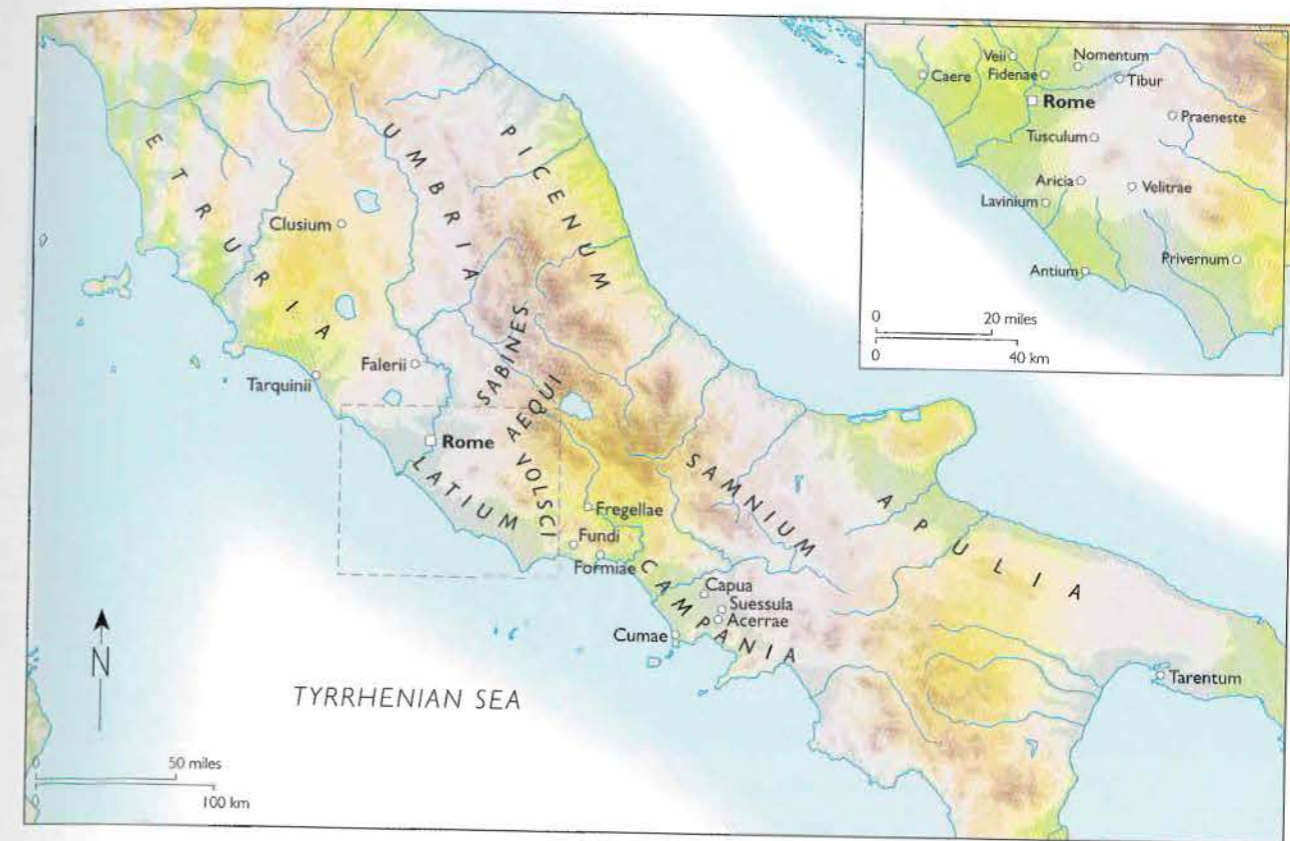 ETRURIA
UMBRIA
PICENUM
Clusium
Falerii
Tarquinii
SABINES
AEQUI
VOLSCI
Rome
LATIUM
Fregellae
Fundi
Formiae
SAMNIUM
APULIA
CAMPANIA
Capua
Suessula
Acerrae
Cumae
Tarentum
TYRRHENIAN SEA
N
0 50 miles
0 100 km
Veii
Nomentum
Caere
Fidenae
Tibur
Rome
Praeneste
Tusculum
Aricia
Velitrae
Lavinium
Antium
Privernum
0 20 miles
0 40 km